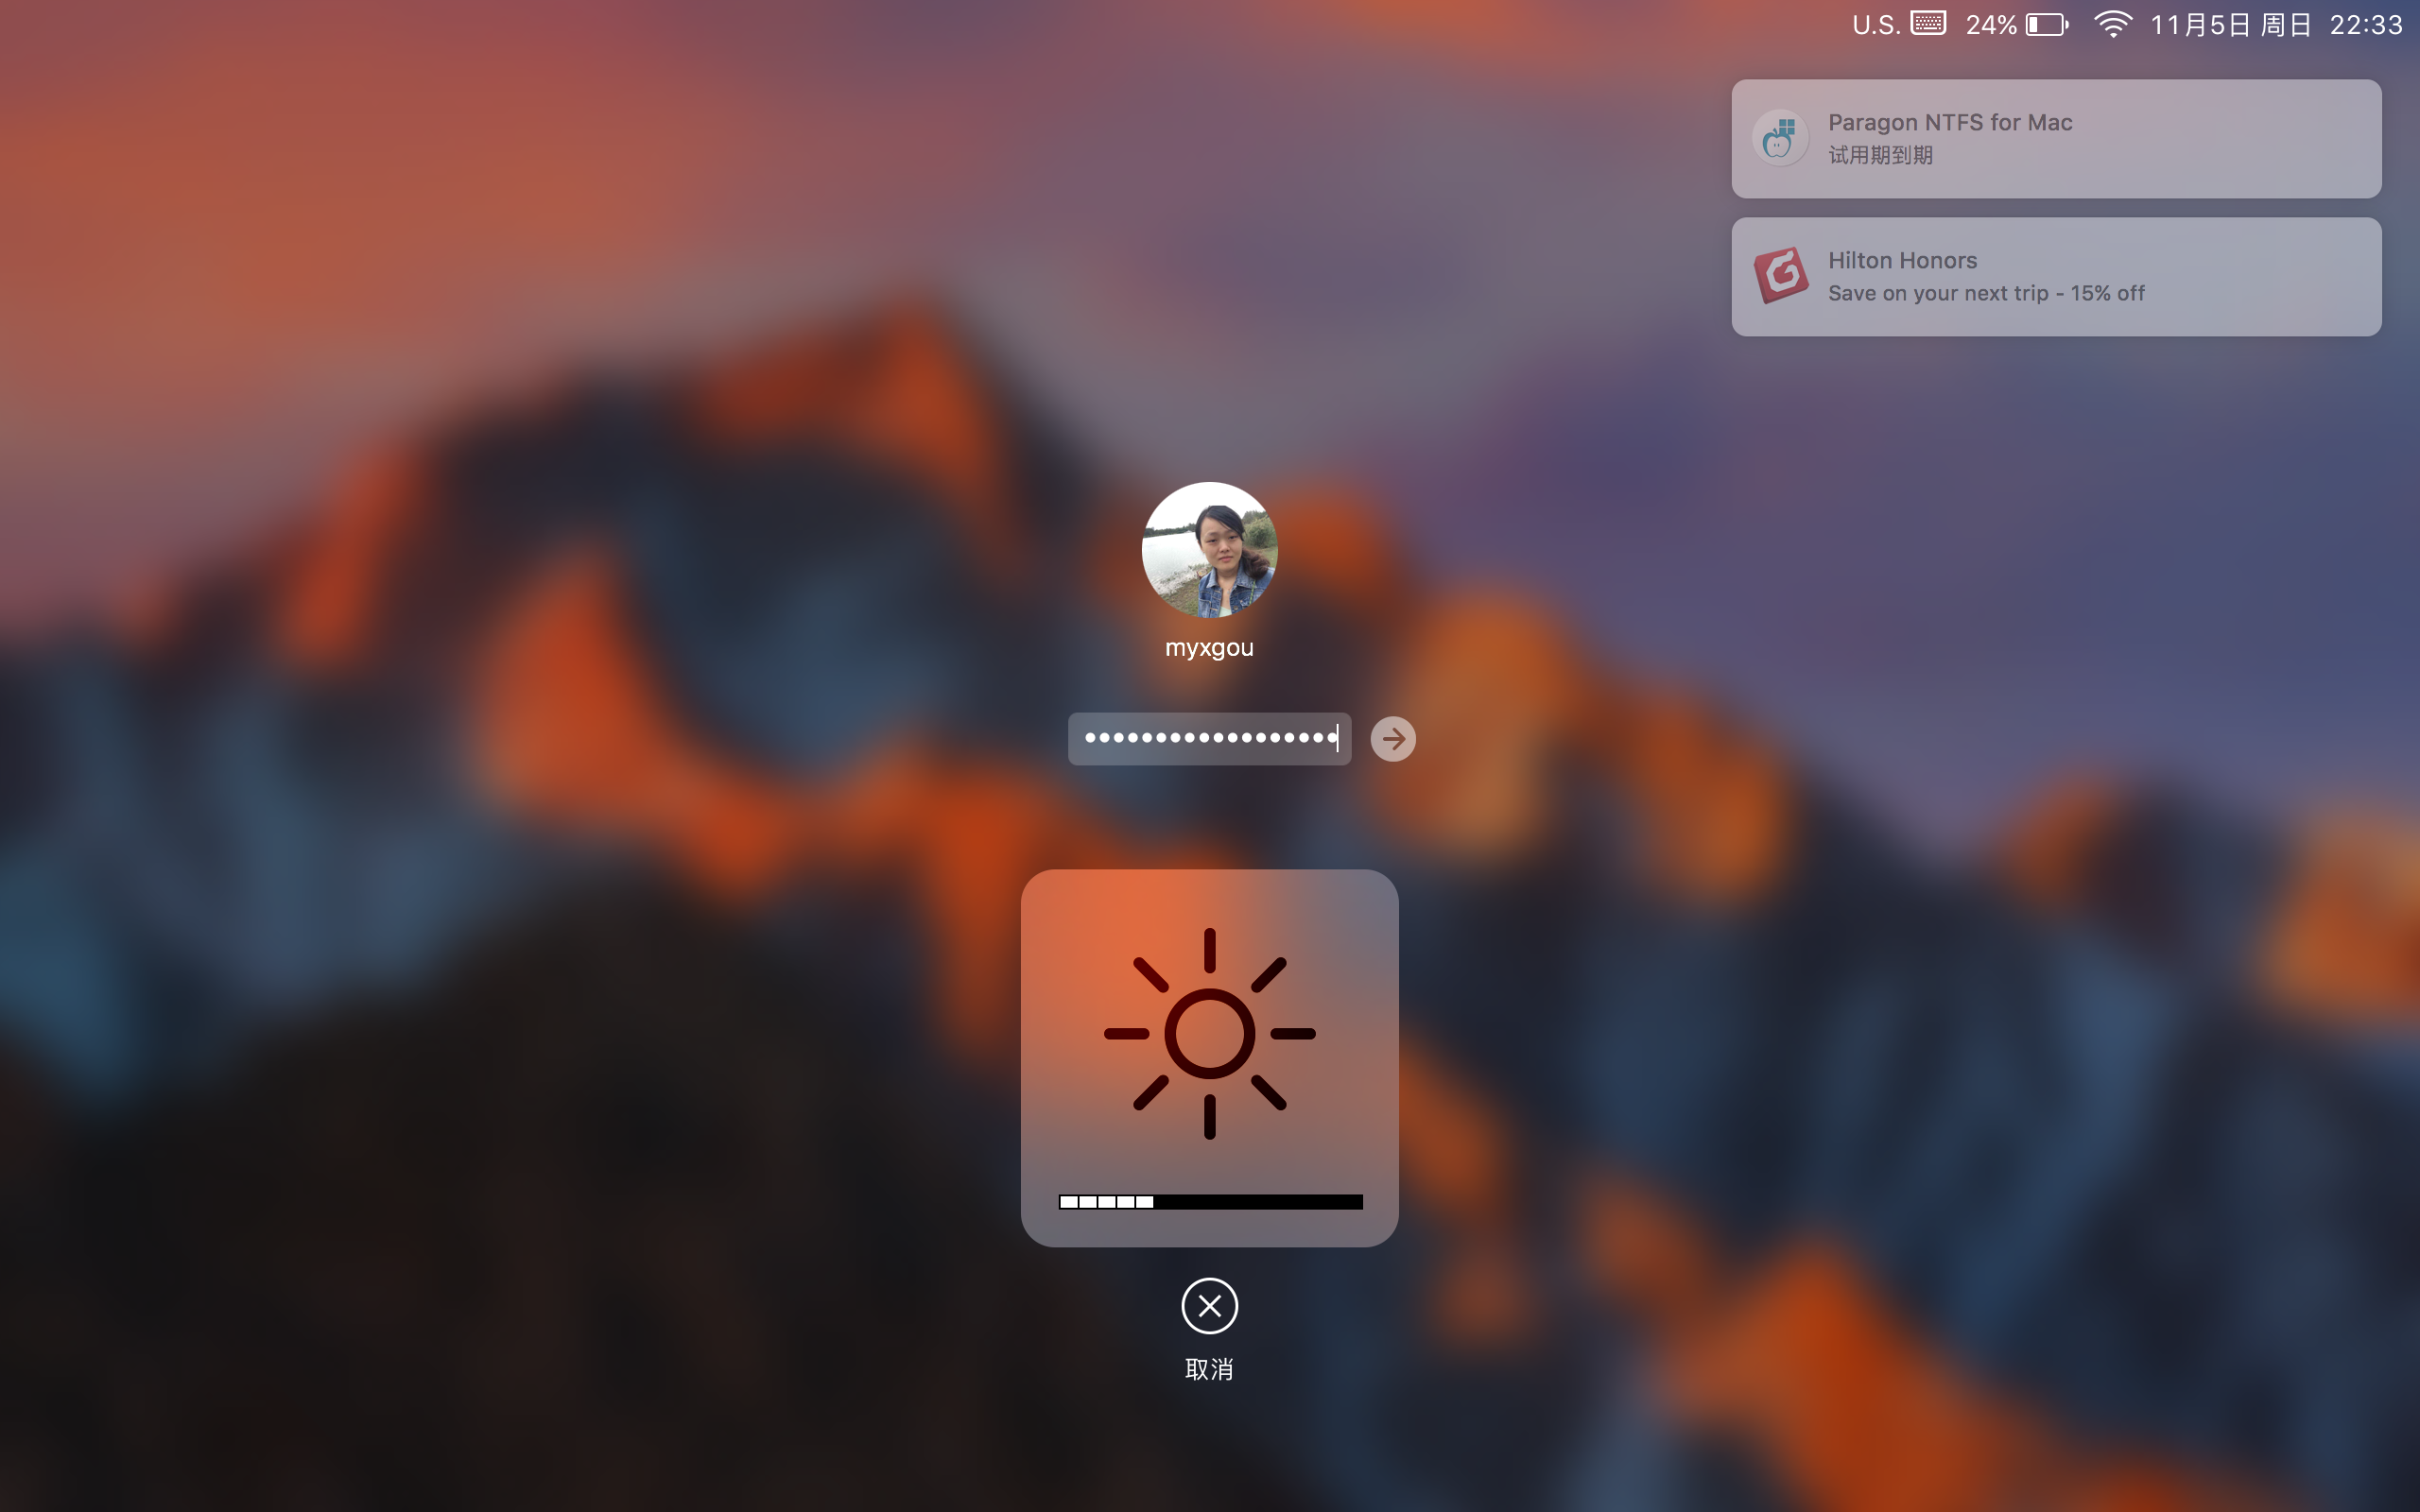 U.S. 24% 11月5日 周日 22:33
Paragon NTFS for Mac
试用期到期
Hilton Honors
Save on your next trip - 15% off
myxgou
取消